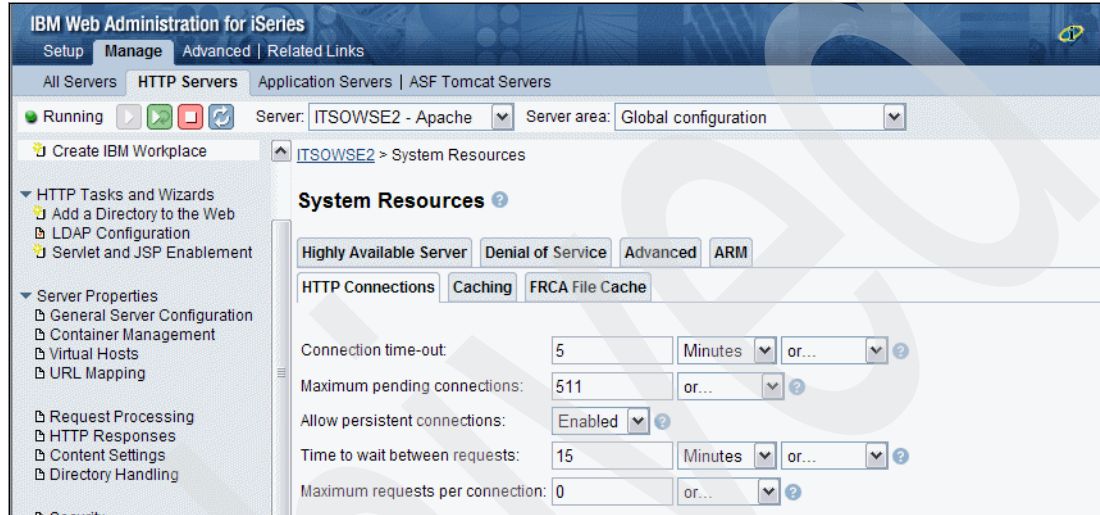 IBM Web Administration for iSeries
Setup Manage Advanced | Related Links
All Servers HTTP Servers Application Servers | ASF Tomcat Servers
Running Server: ITSOWSE2 - Apache Server area: Global configuration
Create IBM Workplace
HTTP Tasks and Wizards
Add a Directory to the Web
LDAP Configuration
Servlet and JSP Enablement
Server Properties
General Server Configuration
Container Management
Virtual Hosts
URL Mapping
Request Processing
HTTP Responses
Content Settings
Directory Handling
ITSOWSE2 > System Resources
System Resources
Highly Available Server Denial of Service Advanced ARM
HTTP Connections Caching FRCA File Cache
Connection time-out: 5 Minutes or...
Maximum pending connections: 511 or...
Allow persistent connections: Enabled
Time to wait between requests: 15 Minutes or...
Maximum requests per connection: 0 or...